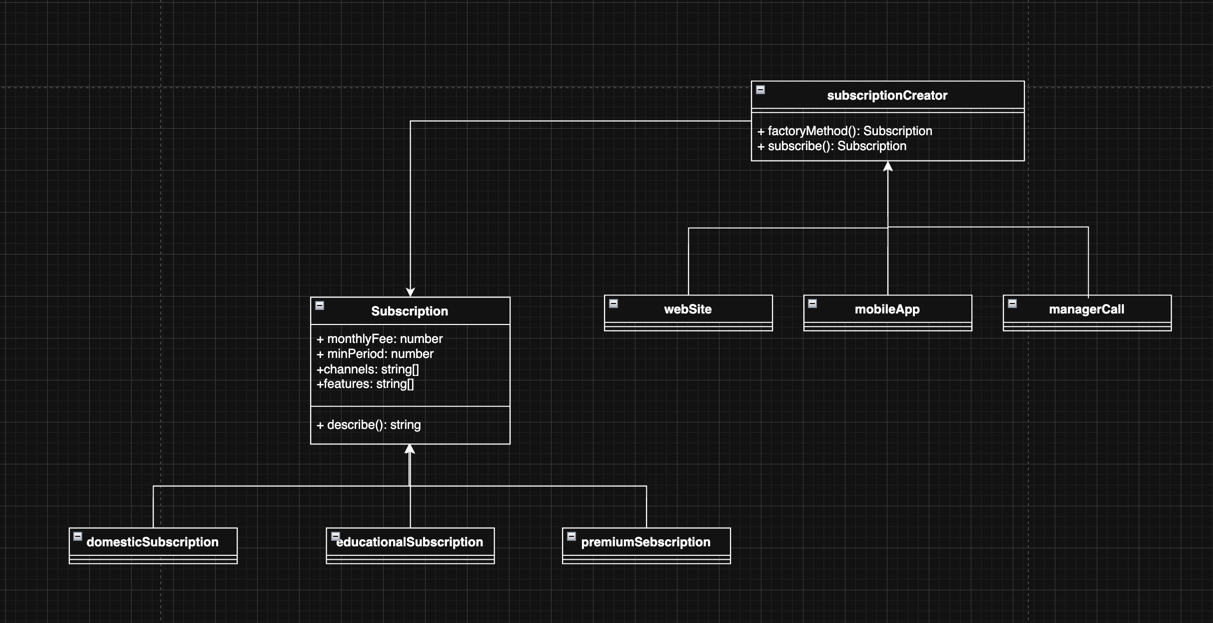 subscriptionCreator
+ factoryMethod(): Subscription
+ subscribe(): Subscription
webSite
mobileApp
managerCall
Subscription
+ monthlyFee: number
+ minPeriod: number
+channels: string[]
+features: string[]
+ describe(): string
domesticSubscription
educationalSubscription
premiumSebscription